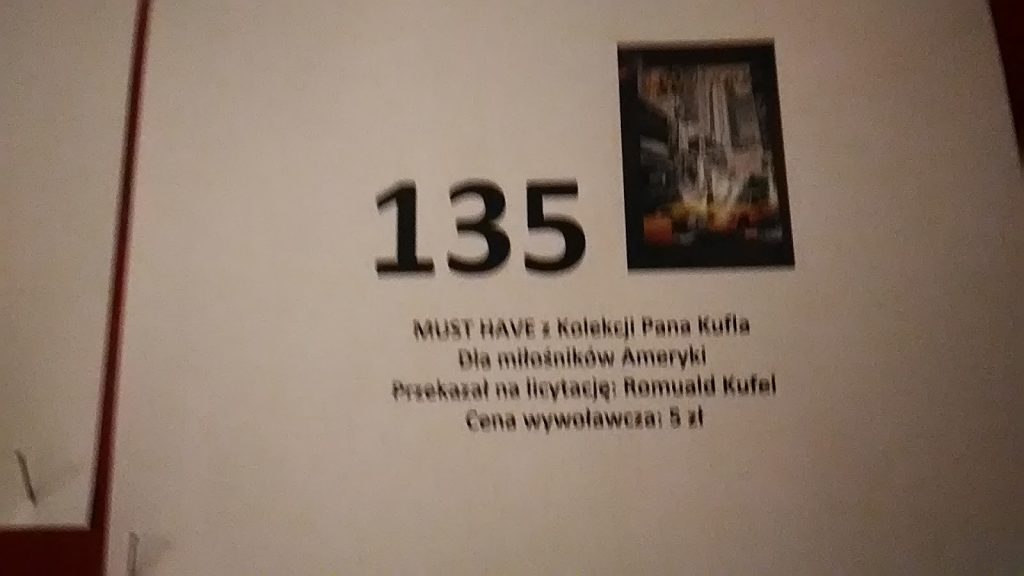 135
MUST HAVE z Kolekcji Pana Kufla
Dla miłośników Ameryki
Przekazał na licytację: Romuald Kufel
Cena wywoławcza: 5 zł